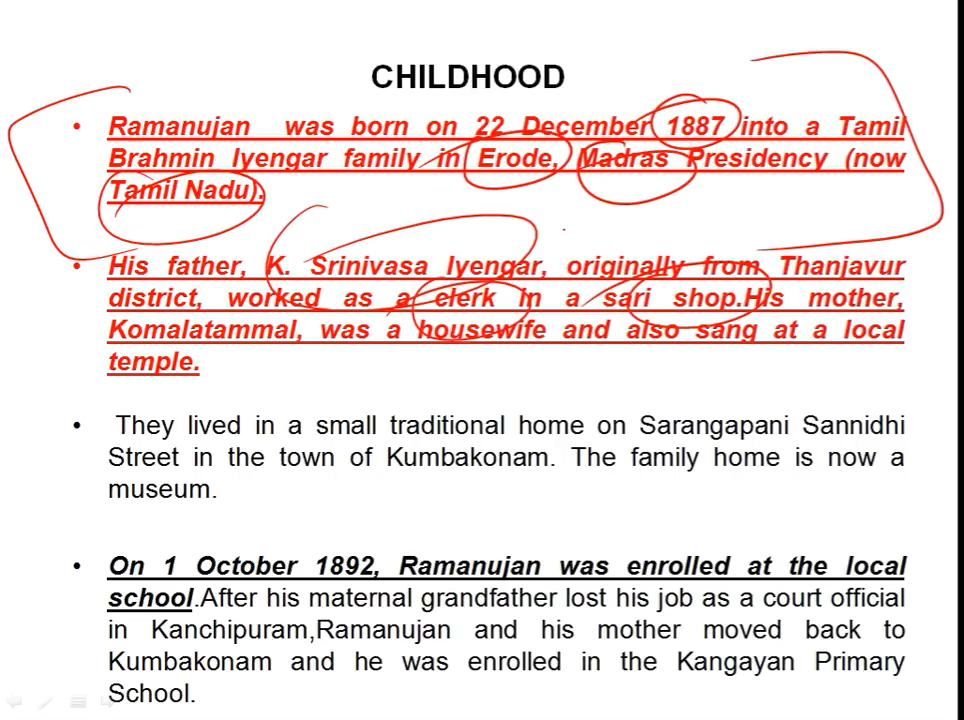 CHILDHOOD
• Ramanujan was born on 22 December 1887 into a Tamil
Brahmin Iyengar family in Erode, Madras Presidency (now
Tamil Nadu).
• His father, K. Srinivasa Iyengar, originally from Thanjavur
district, worked as a clerk in a sari shop.His mother,
Komalatammal, was a housewife and also sang at a local
temple.
• They lived in a small traditional home on Sarangapani Sannidhi
Street in the town of Kumbakonam. The family home is now a
museum.
• On 1 October 1892, Ramanujan was enrolled at the local
school.After his maternal grandfather lost his job as a court official
in Kanchipuram,Ramanujan and his mother moved back to
Kumbakonam and he was enrolled in the Kangayan Primary
School.